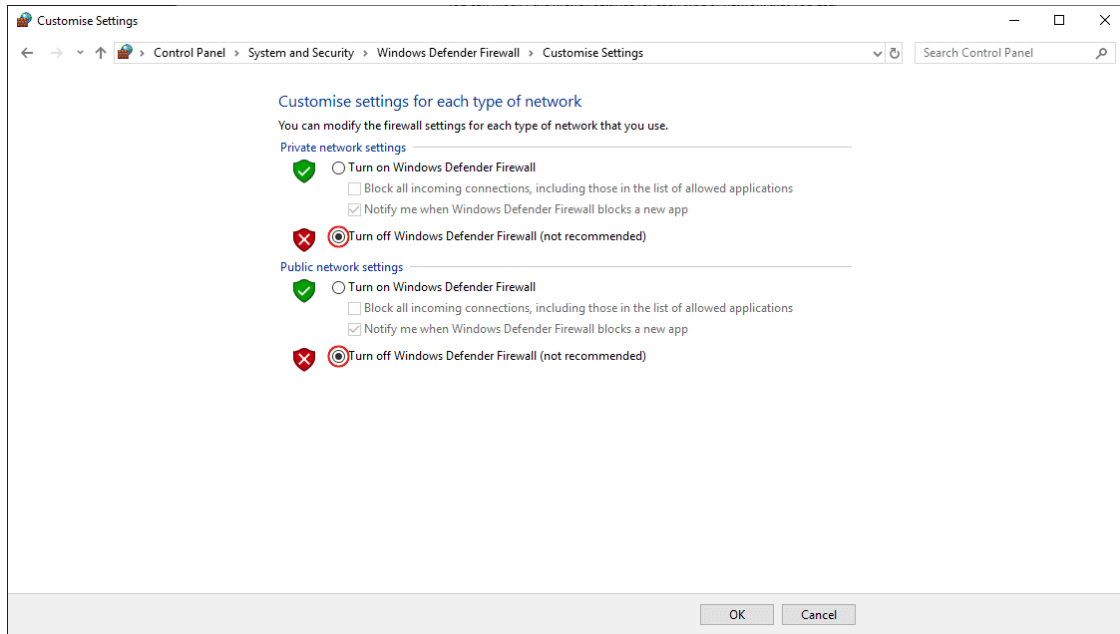 Customise Settings
Control Panel > System and Security > Windows Defender Firewall > Customise Settings
Search Control Panel
Customise settings for each type of network
You can modify the firewall settings for each type of network that you use.
Private network settings
Turn on Windows Defender Firewall
Block all incoming connections, including those in the list of allowed applications
Notify me when Windows Defender Firewall blocks a new app
Turn off Windows Defender Firewall (not recommended)
Public network settings
Turn on Windows Defender Firewall
Block all incoming connections, including those in the list of allowed applications
Notify me when Windows Defender Firewall blocks a new app
Turn off Windows Defender Firewall (not recommended)
OK
Cancel